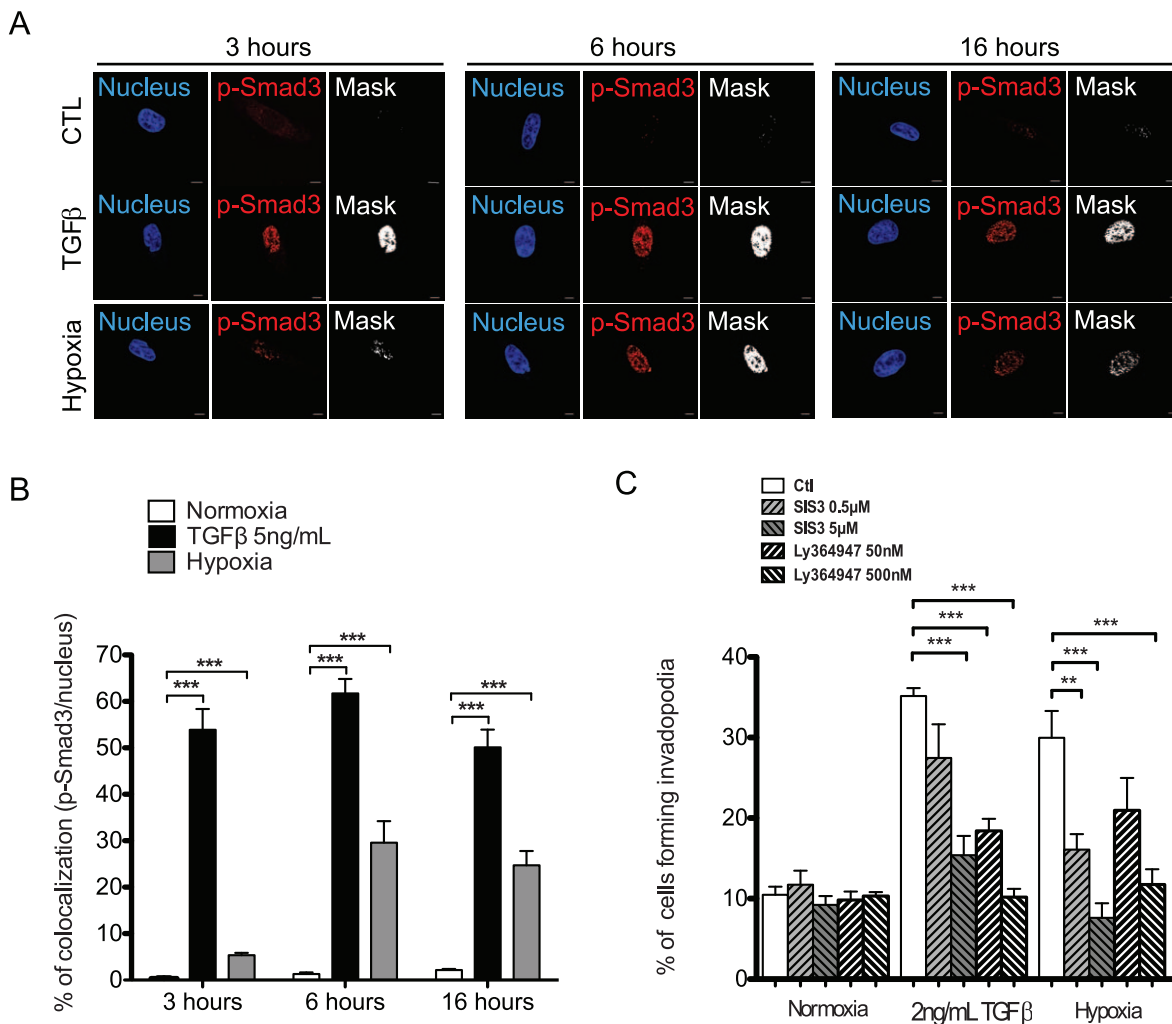 A
3 hours 6 hours 16 hours
CTL
Nucleus p-Smad3 Mask Nucleus p-Smad3 Mask Nucleus p-Smad3 Mask
TGFβ
Nucleus p-Smad3 Mask Nucleus p-Smad3 Mask Nucleus p-Smad3 Mask
Hypoxia
Nucleus p-Smad3 Mask Nucleus p-Smad3 Mask Nucleus p-Smad3 Mask
B
Normoxia
TGFβ 5ng/mL
Hypoxia
% of colocalization (p-Smad3/nucleus)
70
60
50
40
30
20
10
0
*** *** ***
*** *** ***
3 hours 6 hours 16 hours
C
Ctl
SIS3 0.5µM
SIS3 5µM
Ly364947 50nM
Ly364947 500nM
% of cells forming invadopodia
40
30
20
10
0
***
***
***
***
***
**
Normoxia 2ng/mL TGFβ Hypoxia